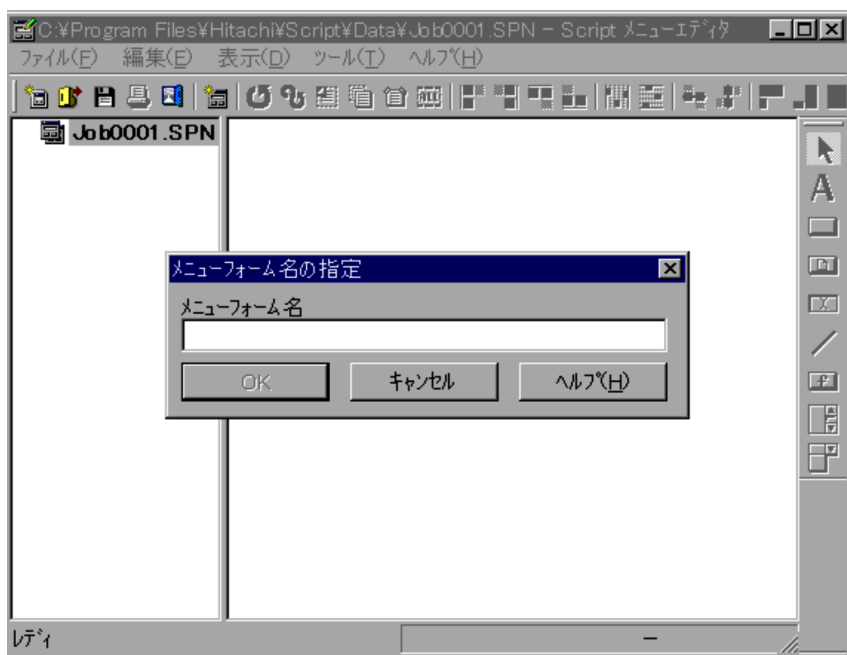 C:¥Program Files¥Hitachi¥Script¥Data¥Job0001.SPN - Script ﾒﾆｭｰｴﾃﾞｨﾀ
ﾌｧｲﾙ(F) 編集(E) 表示(D) ﾂｰﾙ(T) ﾍﾙﾌﾟ(H)
Job0001.SPN
ﾒﾆｭｰﾌｫｰﾑ名の指定
ﾒﾆｭｰﾌｫｰﾑ名
OK ｷｬﾝｾﾙ ﾍﾙﾌﾟ(H)
ﾚﾃﾞｨ